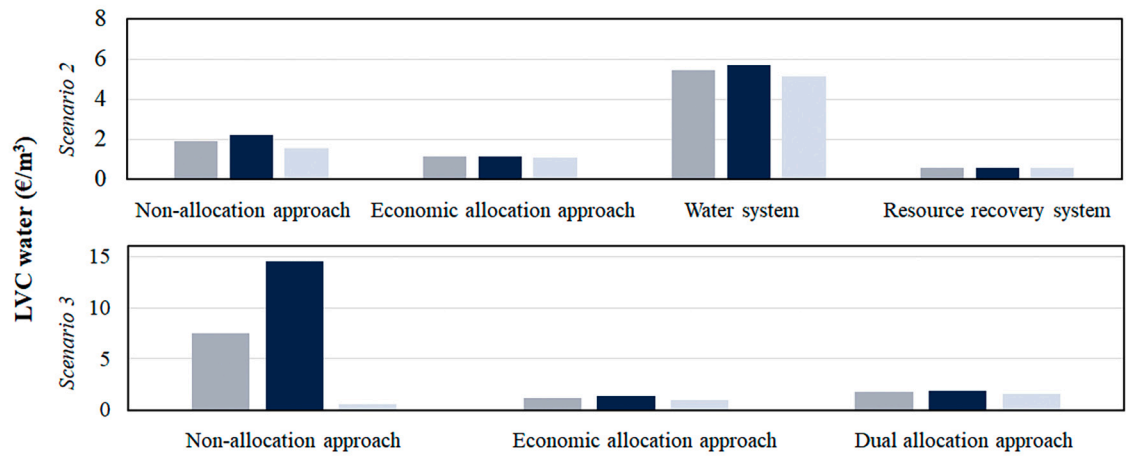 LVC water (€/m³)
Scenario 2
8
6
4
2
0
Non-allocation approach Economic allocation approach Water system Resource recovery system
Scenario 3
15
10
5
0
Non-allocation approach Economic allocation approach Dual allocation approach